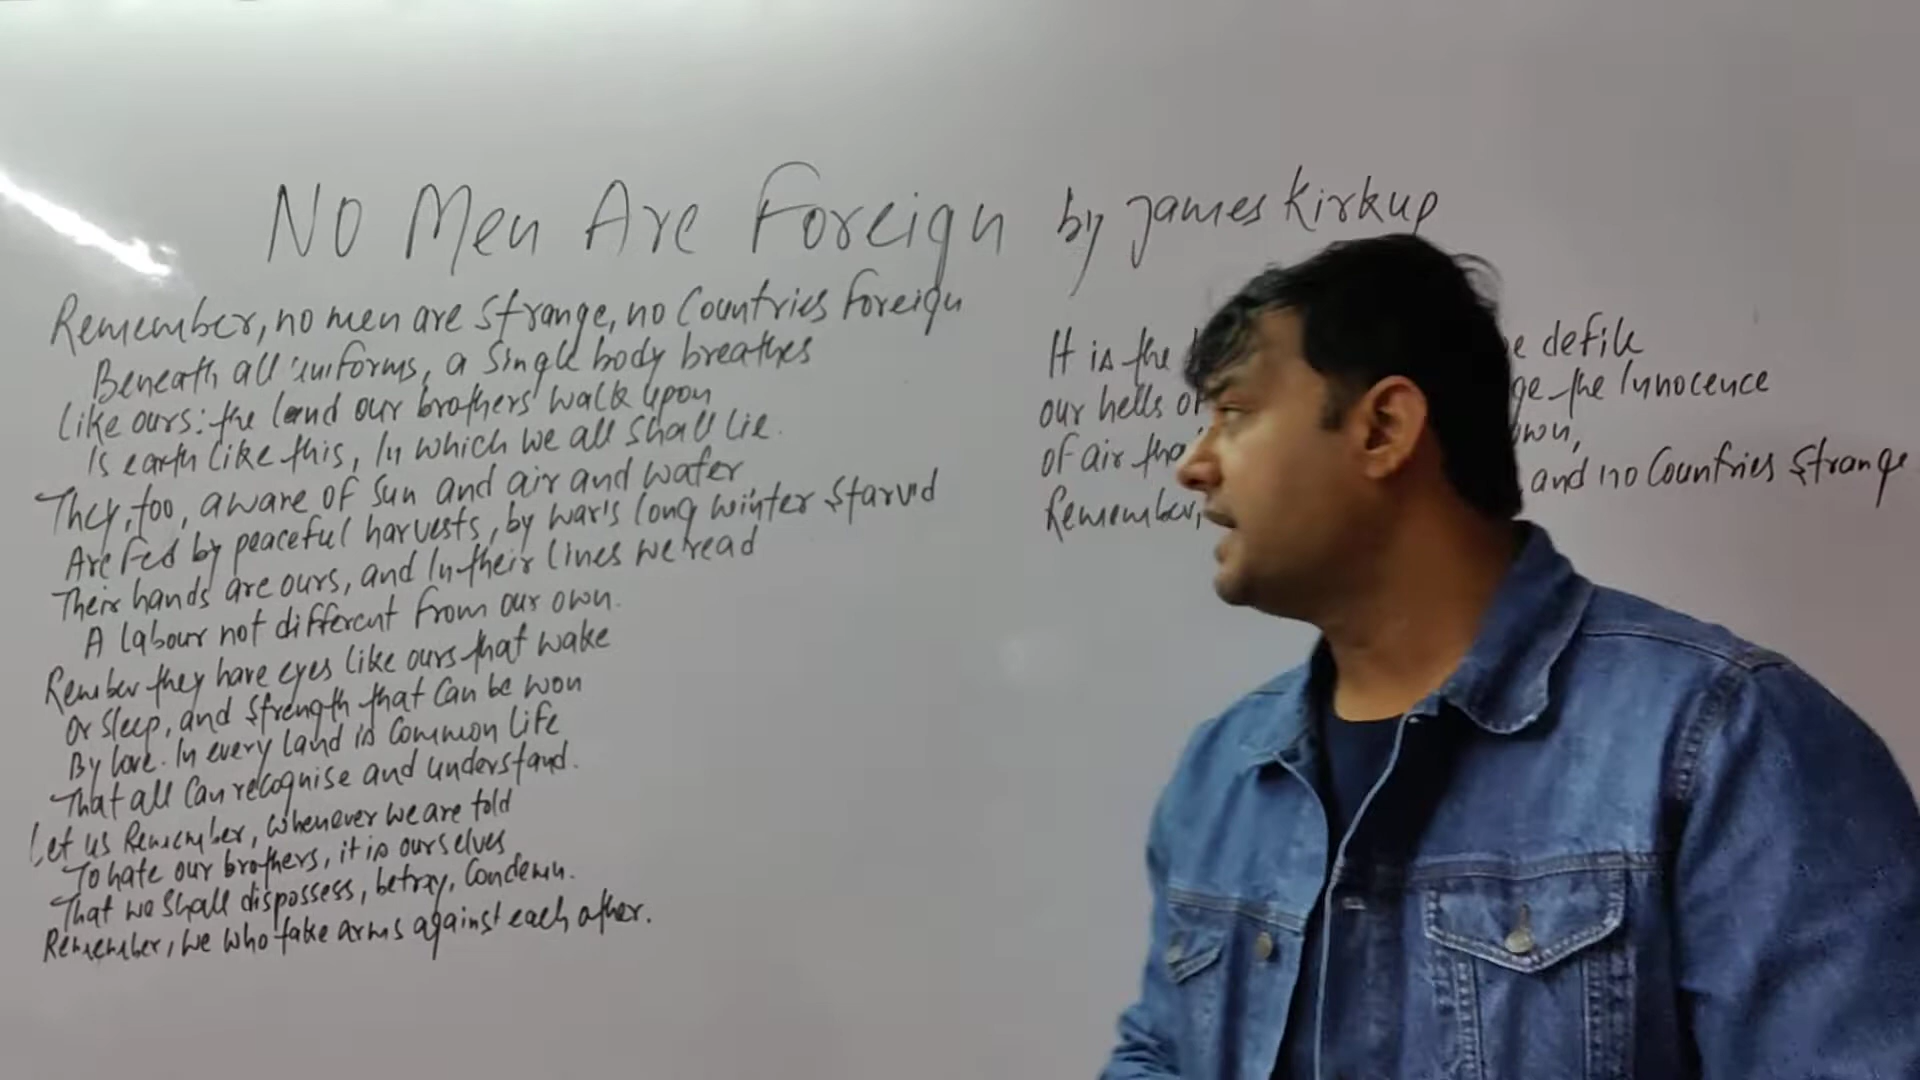 No Men Are Foreign by James Kirkup
Remember, no men are strange, no Countries Foreign
Beneath all uniforms, a Single body breathes
Like ours: the land our brothers' walk upon
Is earth like this, In which we all shall lie.
They, too, aware of sun and air and water
Are Fed by peaceful harvests, by war's long winter starv'd
Their hands are ours, and In their lines we read
A labour not different from our own.
Remember they have eyes like ours that wake
Or sleep, and strength that can be won
By love. In every land is Common Life
That all Can recognise and understand.
Let us Remember, whenever we are told
To hate our brothers, it is ourselves
That we shall dispossess, betray, Condemn.
Remember, we who take arms against each other.
It is the defile
our hells of the Innocence
of air
Remember, and no Countries strange